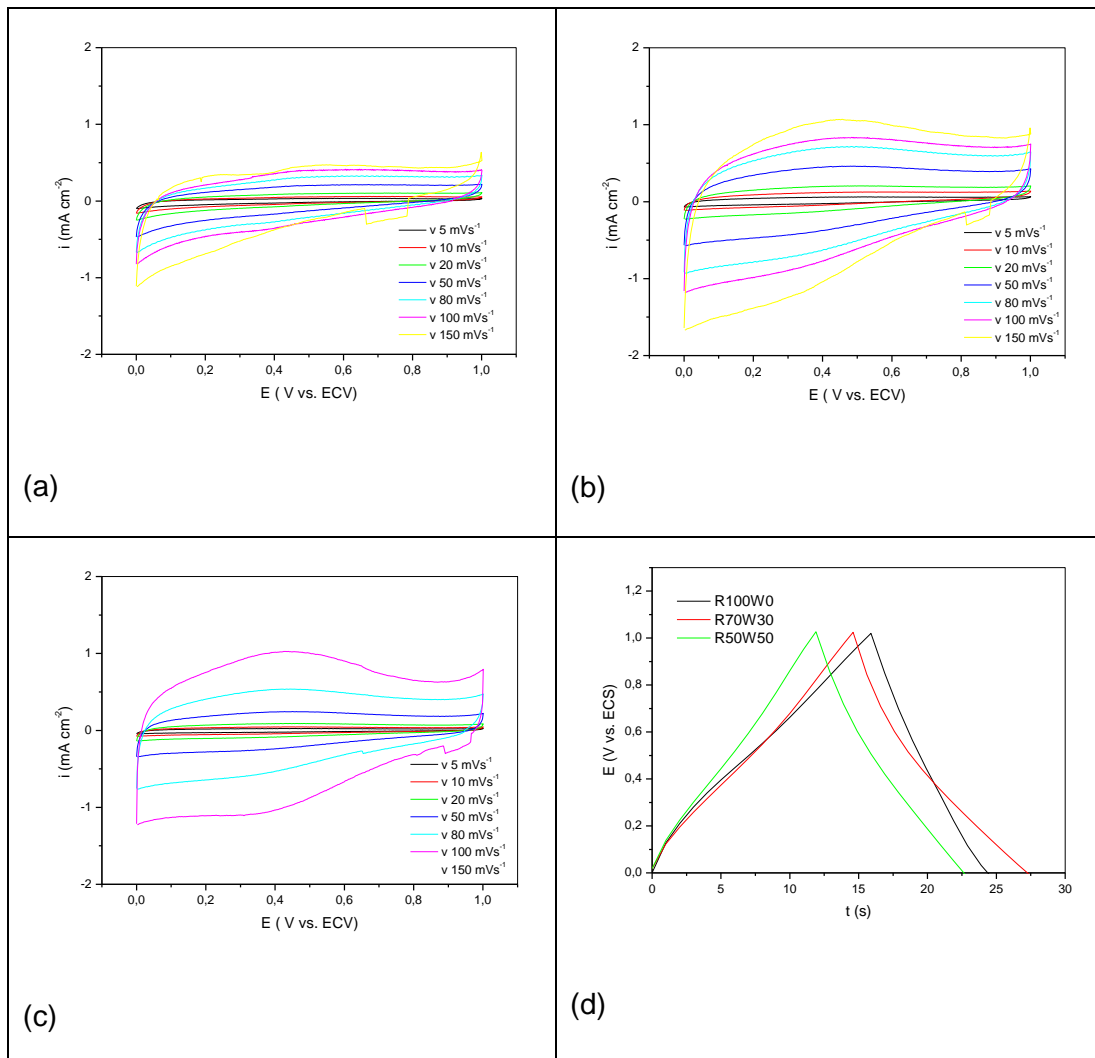 2
1
0
-1
-2
i (mA cm⁻²)
0,0 0,2 0,4 0,6 0,8 1,0
E ( V vs. ECV)
v 5 mVs⁻¹
v 10 mVs⁻¹
v 20 mVs⁻¹
v 50 mVs⁻¹
v 80 mVs⁻¹
v 100 mVs⁻¹
v 150 mVs⁻¹
(a)
2
1
0
-1
-2
i (mA cm⁻²)
0,0 0,2 0,4 0,6 0,8 1,0
E ( V vs. ECV)
v 5 mVs⁻¹
v 10 mVs⁻¹
v 20 mVs⁻¹
v 50 mVs⁻¹
v 80 mVs⁻¹
v 100 mVs⁻¹
v 150 mVs⁻¹
(b)
2
1
0
-1
-2
i (mA cm⁻²)
0,0 0,2 0,4 0,6 0,8 1,0
E ( V vs. ECV)
v 5 mVs⁻¹
v 10 mVs⁻¹
v 20 mVs⁻¹
v 50 mVs⁻¹
v 80 mVs⁻¹
v 100 mVs⁻¹
v 150 mVs⁻¹
(c)
1,2
1,0
0,8
0,6
0,4
0,2
0,0
E (V vs. ECS)
R100W0
R70W30
R50W50
0 5 10 15 20 25 30
t (s)
(d)